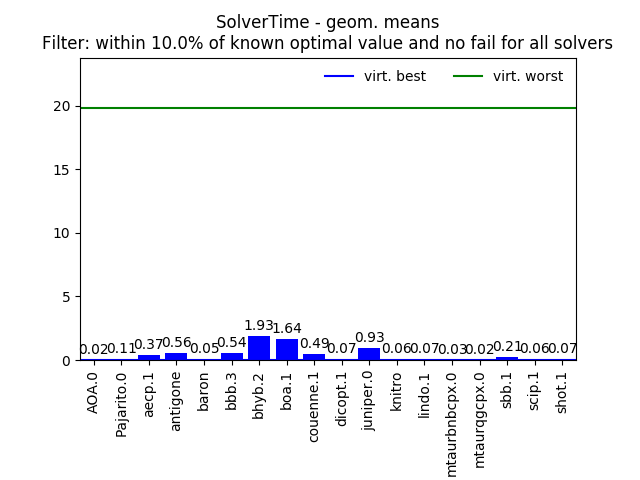 SolverTime - geom. means
Filter: within 10.0% of known optimal value and no fail for all solvers
virt. best virt. worst
20
15
10
5
0
0.02 0.11 0.37 0.56 0.05 0.54 1.93 1.64 0.49 0.07 0.93 0.06 0.07 0.03 0.02 0.21 0.06 0.07
AOA.0
Pajarito.0
aecp.1
antigone
baron
bbb.3
bhyb.2
boa.1
couenne.1
dicopt.1
juniper.0
knitro
lindo.1
mtaurbnbcpx.0
mtaurqgcpx.0
sbb.1
scip.1
shot.1